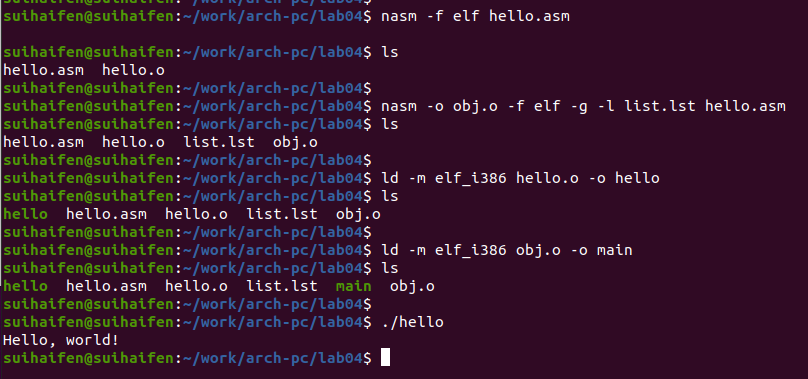 suihaifen@suihaifen:~/work/arch-pc/lab04$ nasm -f elf hello.asm
suihaifen@suihaifen:~/work/arch-pc/lab04$ ls
hello.asm  hello.o
suihaifen@suihaifen:~/work/arch-pc/lab04$
suihaifen@suihaifen:~/work/arch-pc/lab04$ nasm -o obj.o -f elf -g -l list.lst hello.asm
suihaifen@suihaifen:~/work/arch-pc/lab04$ ls
hello.asm  hello.o  list.lst  obj.o
suihaifen@suihaifen:~/work/arch-pc/lab04$
suihaifen@suihaifen:~/work/arch-pc/lab04$ ld -m elf_i386 hello.o -o hello
suihaifen@suihaifen:~/work/arch-pc/lab04$ ls
hello  hello.asm  hello.o  list.lst  obj.o
suihaifen@suihaifen:~/work/arch-pc/lab04$
suihaifen@suihaifen:~/work/arch-pc/lab04$ ld -m elf_i386 obj.o -o main
suihaifen@suihaifen:~/work/arch-pc/lab04$ ls
hello  hello.asm  hello.o  list.lst  main  obj.o
suihaifen@suihaifen:~/work/arch-pc/lab04$
suihaifen@suihaifen:~/work/arch-pc/lab04$ ./hello
Hello, world!
suihaifen@suihaifen:~/work/arch-pc/lab04$